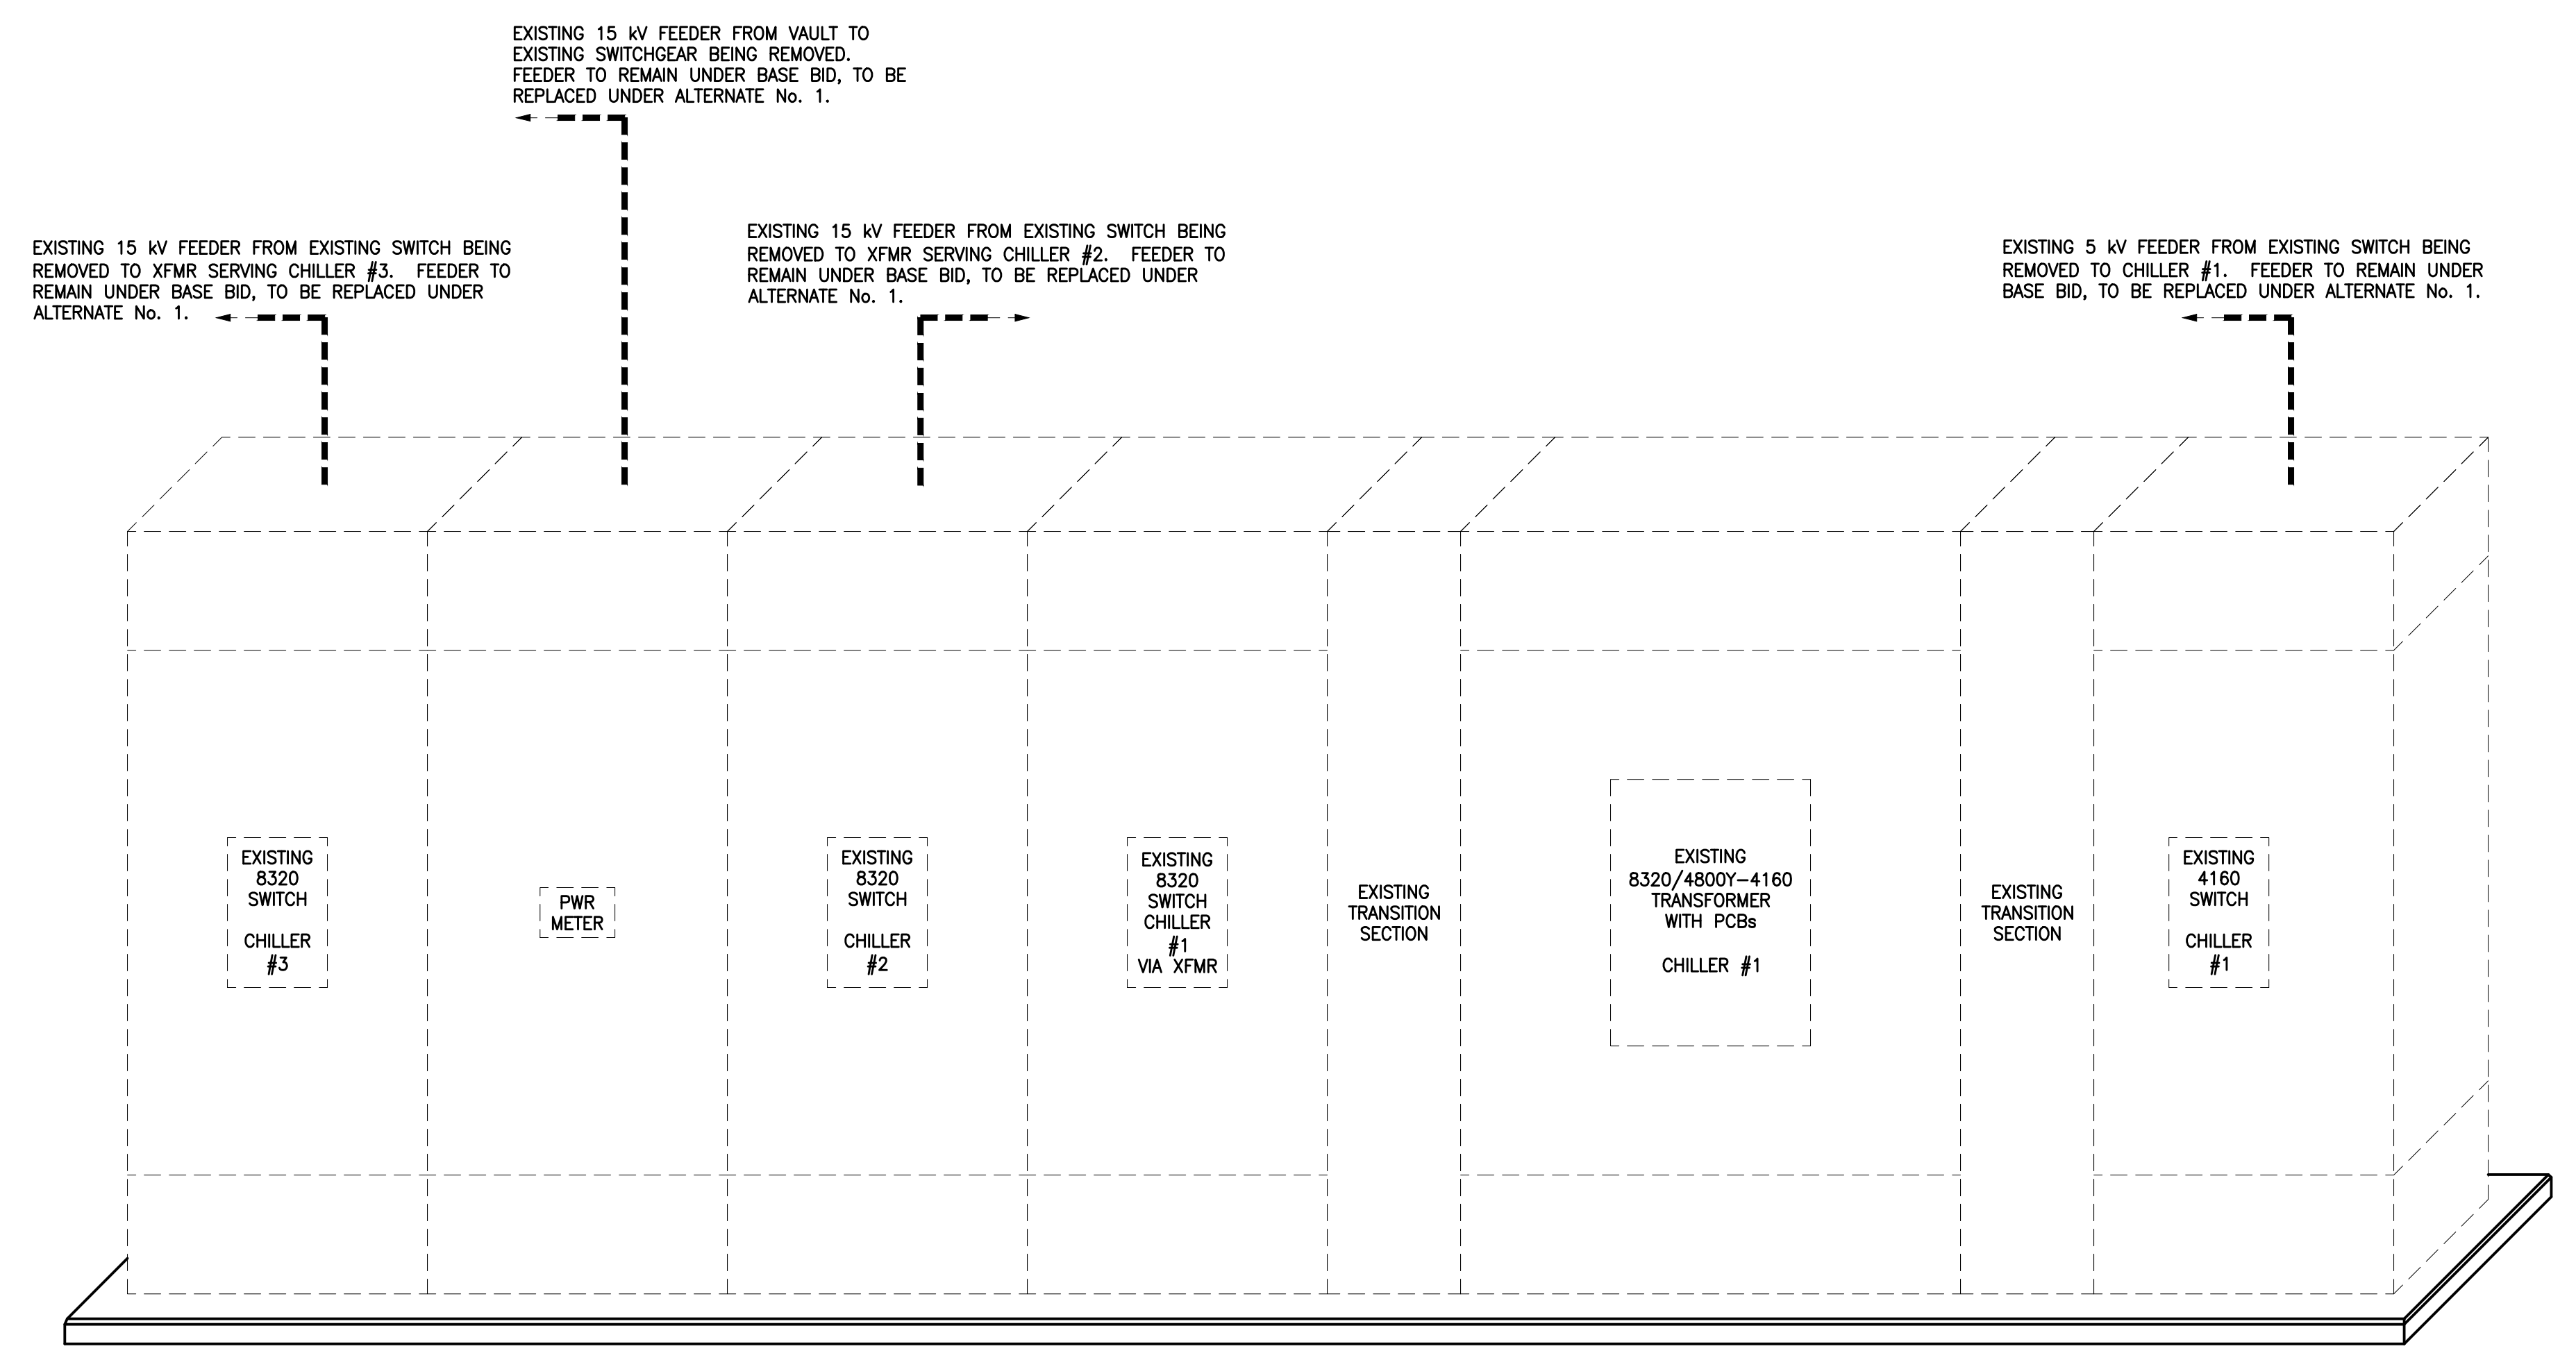 EXISTING 15 kV FEEDER FROM VAULT TO
EXISTING SWITCHGEAR BEING REMOVED.
FEEDER TO REMAIN UNDER BASE BID, TO BE
REPLACED UNDER ALTERNATE No. 1.
EXISTING 15 kV FEEDER FROM EXISTING SWITCH BEING
REMOVED TO XFMR SERVING CHILLER #3. FEEDER TO
REMAIN UNDER BASE BID, TO BE REPLACED UNDER
ALTERNATE No. 1.
EXISTING 15 kV FEEDER FROM EXISTING SWITCH BEING
REMOVED TO XFMR SERVING CHILLER #2. FEEDER TO
REMAIN UNDER BASE BID, TO BE REPLACED UNDER
ALTERNATE No. 1.
EXISTING 5 kV FEEDER FROM EXISTING SWITCH BEING
REMOVED TO CHILLER #1. FEEDER TO REMAIN UNDER
BASE BID, TO BE REPLACED UNDER ALTERNATE No. 1.
EXISTING
8320
SWITCH
CHILLER
#3
PWR
METER
EXISTING
8320
SWITCH
CHILLER
#2
EXISTING
8320
SWITCH
CHILLER
#1
VIA XFMR
EXISTING
TRANSITION
SECTION
EXISTING
8320/4800Y-4160
TRANSFORMER
WITH PCBs
CHILLER #1
EXISTING
TRANSITION
SECTION
EXISTING
4160
SWITCH
CHILLER
#1